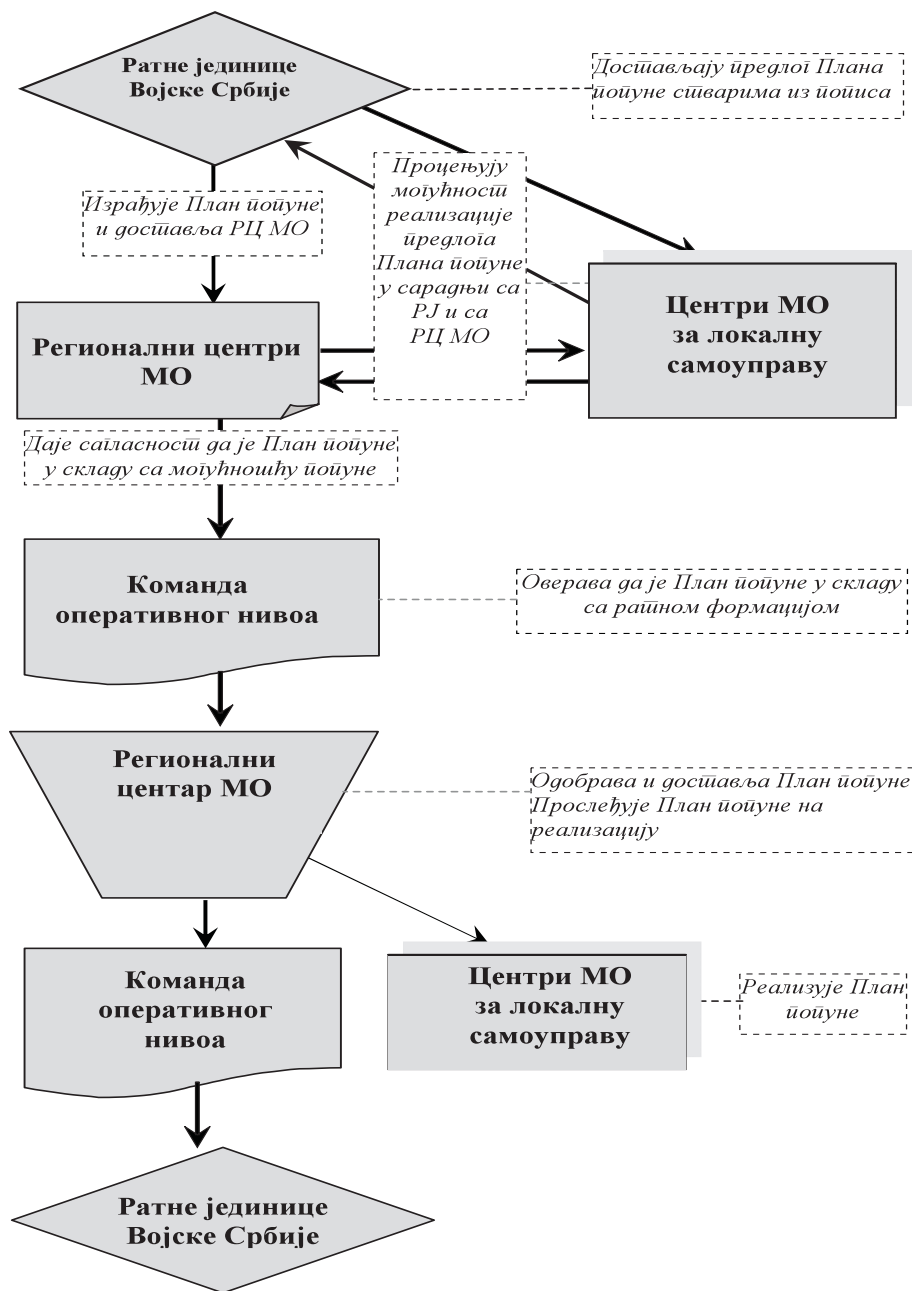 Ратне јединице
Војске Србије
Достављају предлог Плана
попуне стварима из пописа
Процењују
могућност
реализације
предлога
Плана попуне
у сарадњи са
РЈ и са
РЦ МО
Израђује План попуне
и доставља РЦ МО
Центри МО
за локалну
самоуправу
Регионални центри
МО
Даје сагласност да је План попуне
у складу са могућношћу попуне
Команда
оперативног нивоа
Оверава да је План попуне у складу
са ратном формацијом
Регионални
центар МО
Одобрава и доставља План попуне
Прослеђује План попуне на
реализацију
Команда
оперативног
нивоа
Центри МО
за локалну
самоуправу
Реализује План
попуне
Ратне јединице
Војске Србије